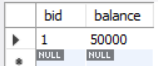 bid balance
1 50000
NULL NULL